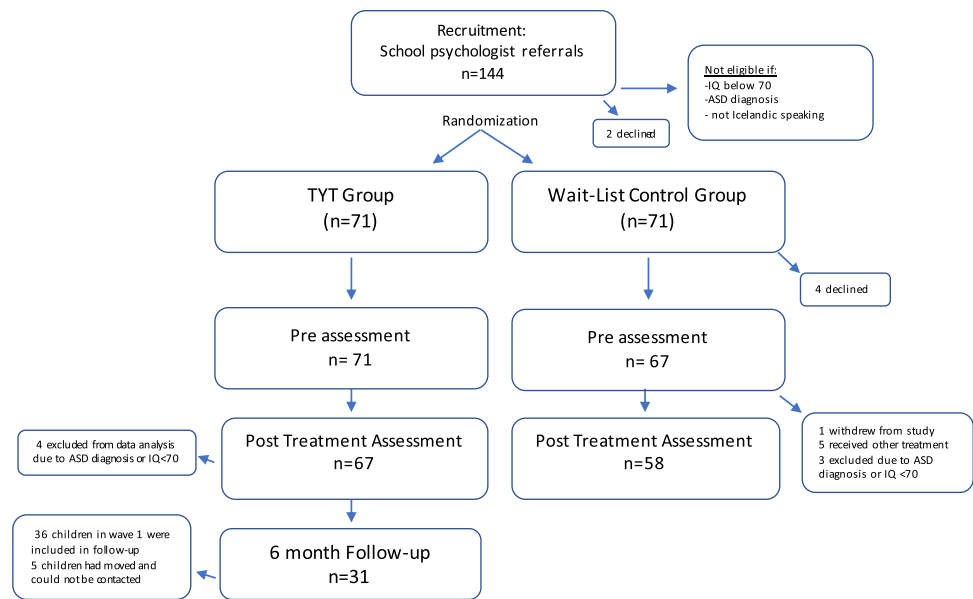 Recruitment:
School psychologist referrals
n=144
Not eligible if:
-IQ below 70
-ASD diagnosis
- not Icelandic speaking
2 declined
Randomization
TYT Group
(n=71)
Wait-List Control Group
(n=71)
4 declined
Pre assessment
n= 71
Pre assessment
n= 67
4 excluded from data analysis
due to ASD diagnosis or IQ<70
Post Treatment Assessment
n=67
Post Treatment Assessment
n=58
1 withdrew from study
5 received other treatment
3 excluded due to ASD
diagnosis or IQ <70
36 children in wave 1 were
included in follow-up
5 children had moved and
could not be contacted
6 month Follow-up
n=31